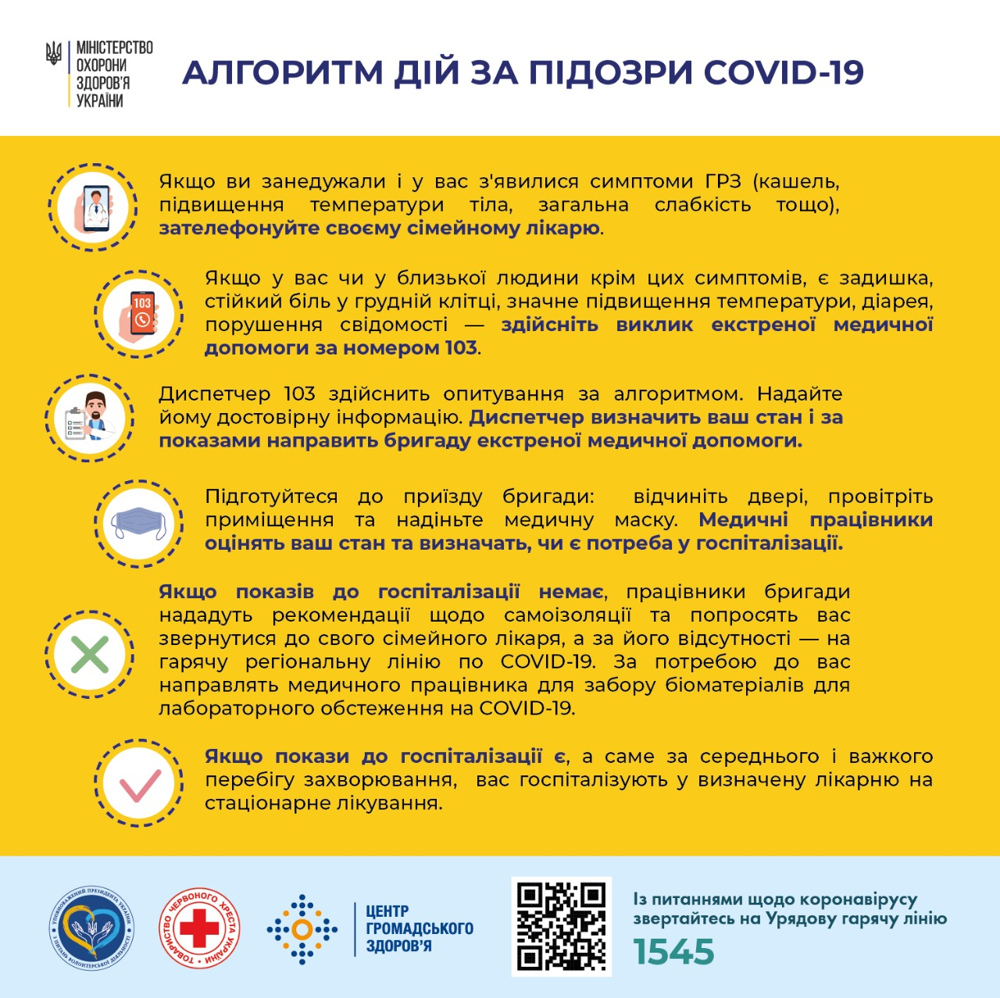 МІНІСТЕРСТВО
ОХОРОНИ
ЗДОРОВ'Я
УКРАЇНИ
АЛГОРИТМ ДІЙ ЗА ПІДОЗРИ COVID-19
Якщо ви занедужали і у вас з'явилися симптоми ГРЗ (кашель,
підвищення температури тіла, загальна слабкість тощо),
зателефонуйте своєму сімейному лікарю.
103
Якщо у вас чи у близької людини крім цих симптомів, є задишка,
стійкий біль у грудній клітці, значне підвищення температури, діарея,
порушення свідомості — здійсніть виклик екстреної медичної
допомоги за номером 103.
Диспетчер 103 здійснить опитування за алгоритмом. Надайте
йому достовірну інформацію. Диспетчер визначить ваш стан і за
показами направить бригаду екстреної медичної допомоги.
Підготуйтеся до приїзду бригади: відчиніть двері, провітріть
приміщення та надіньте медичну маску. Медичні працівники
оцінять ваш стан та визначать, чи є потреба у госпіталізації.
Якщо показів до госпіталізації немає, працівники бригади
нададуть рекомендації щодо самоізоляції та попросять вас
звернутися до свого сімейного лікаря, а за його відсутності — на
гарячу регіональну лінію по COVID-19. За потребою до вас
направлять медичного працівника для забору біоматеріалів для
лабораторного обстеження на COVID-19.
Якщо покази до госпіталізації є, а саме за середнього і важкого
перебігу захворювання, вас госпіталізують у визначену лікарню на
стаціонарне лікування.
УПОВНОВАЖЕНИЙ ПРЕЗИДЕНТА УКРАЇНИ
З ПИТАНЬ ВОЛОНТЕРСЬКОЇ ДІЯЛЬНОСТІ
ТОВАРИСТВО ЧЕРВОНОГО ХРЕСТА УКРАЇНИ
ЦЕНТР
ГРОМАДСЬКОГО
ЗДОРОВ'Я
Із питаннями щодо коронавірусу
звертайтесь на Урядову гарячу лінію
1545